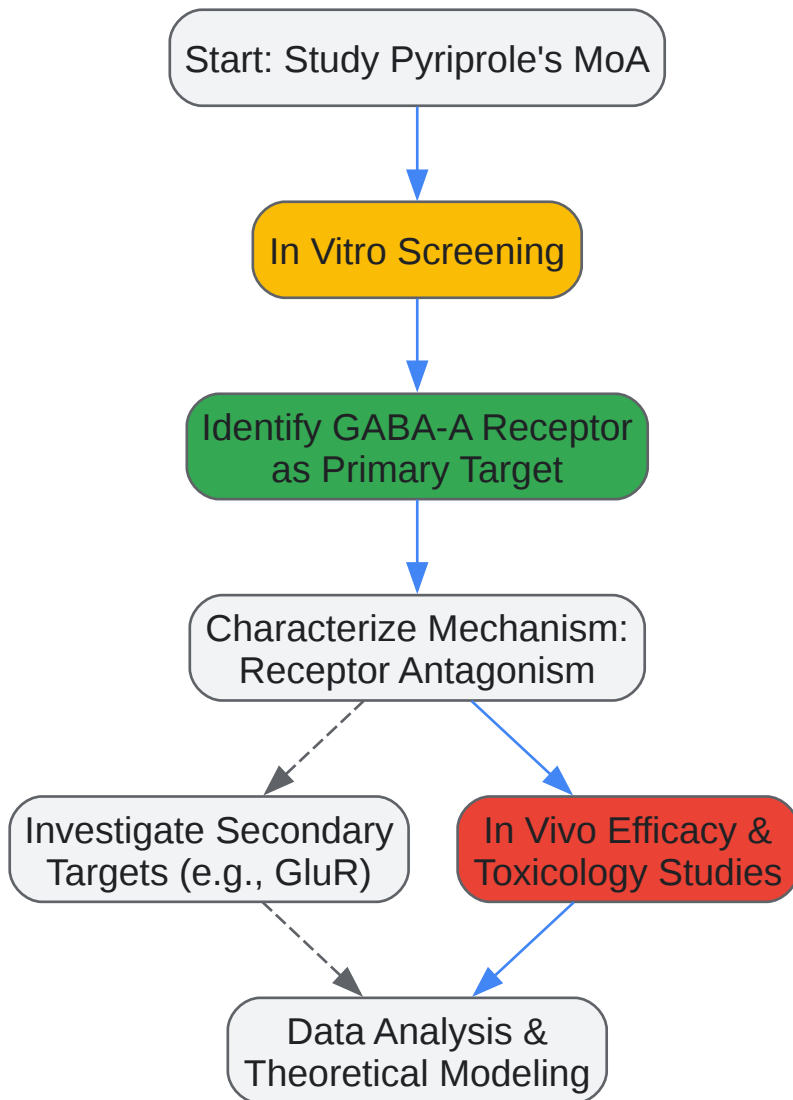 Start: Study Pyriprole's MoA
In Vitro Screening
Identify GABA-A Receptor
as Primary Target
Characterize Mechanism:
Receptor Antagonism
Investigate Secondary
Targets (e.g., GluR)
In Vivo Efficacy &
Toxicology Studies
Data Analysis &
Theoretical Modeling